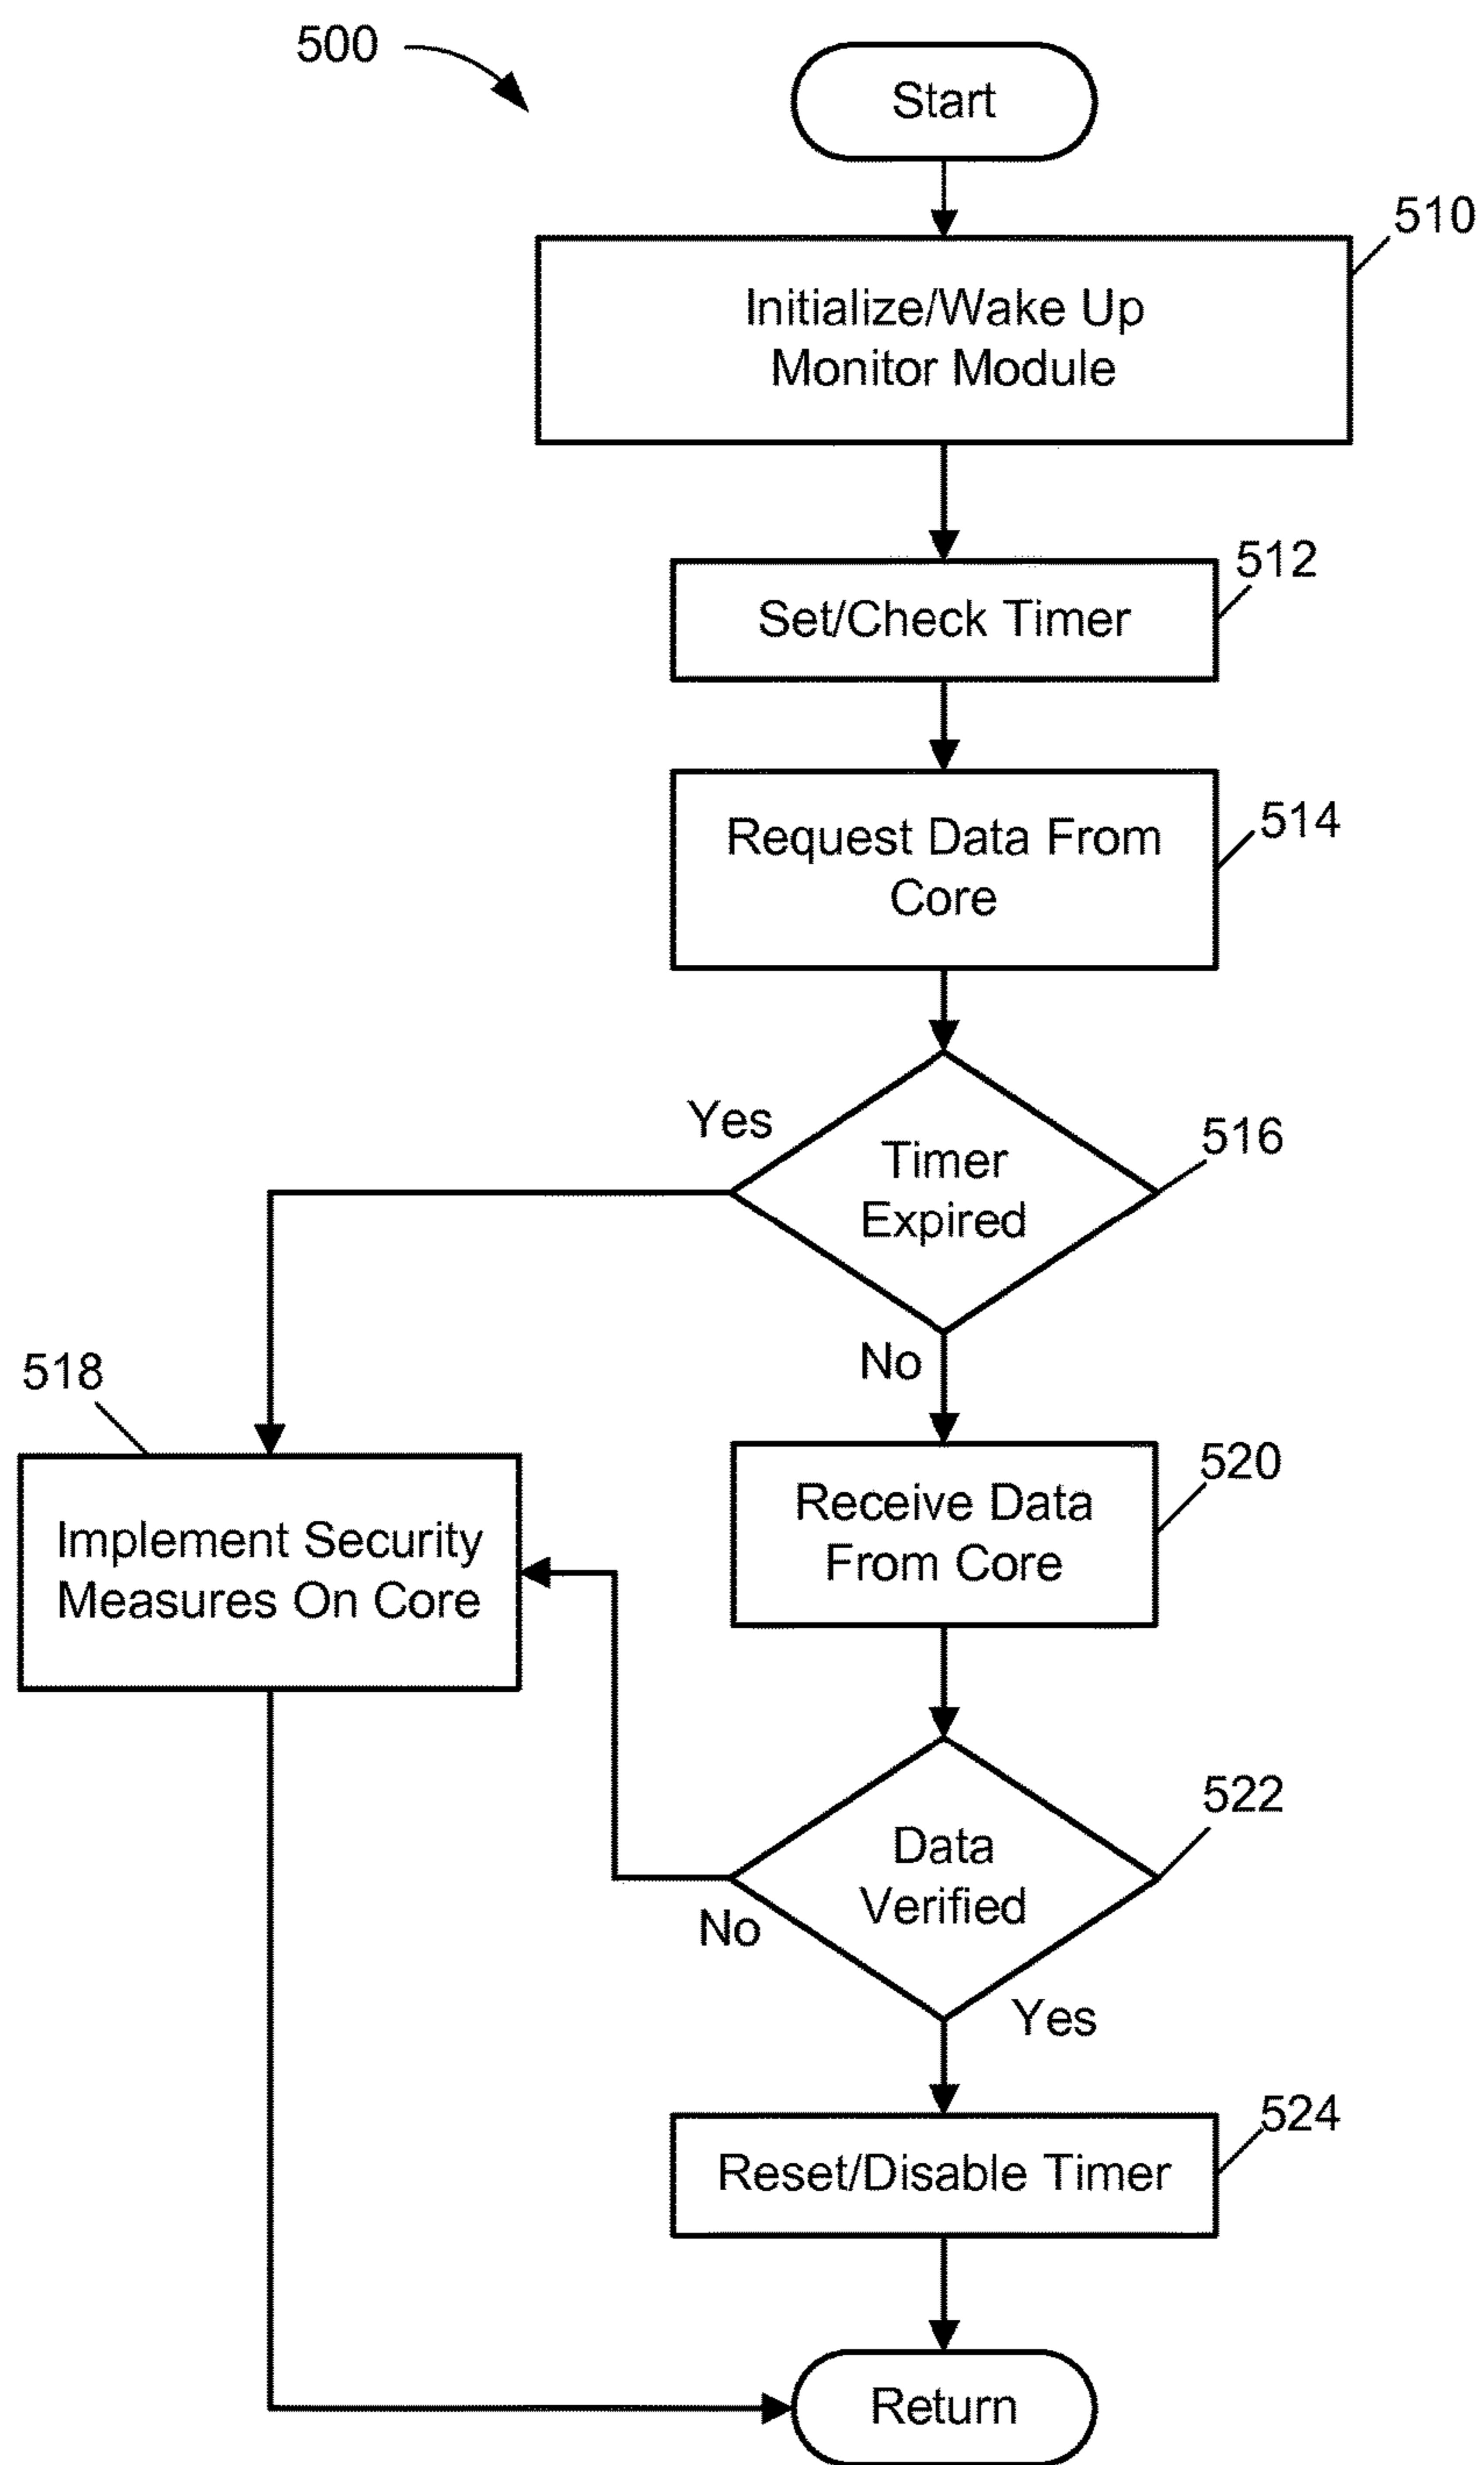 500
Start
510
Initialize/Wake Up
Monitor Module
512
Set/Check Timer
514
Request Data From
Core
Yes
516
Timer
Expired
No
518
Implement Security
Measures On Core
520
Receive Data
From Core
522
Data
Verified
No
Yes
524
Reset/Disable Timer
Return